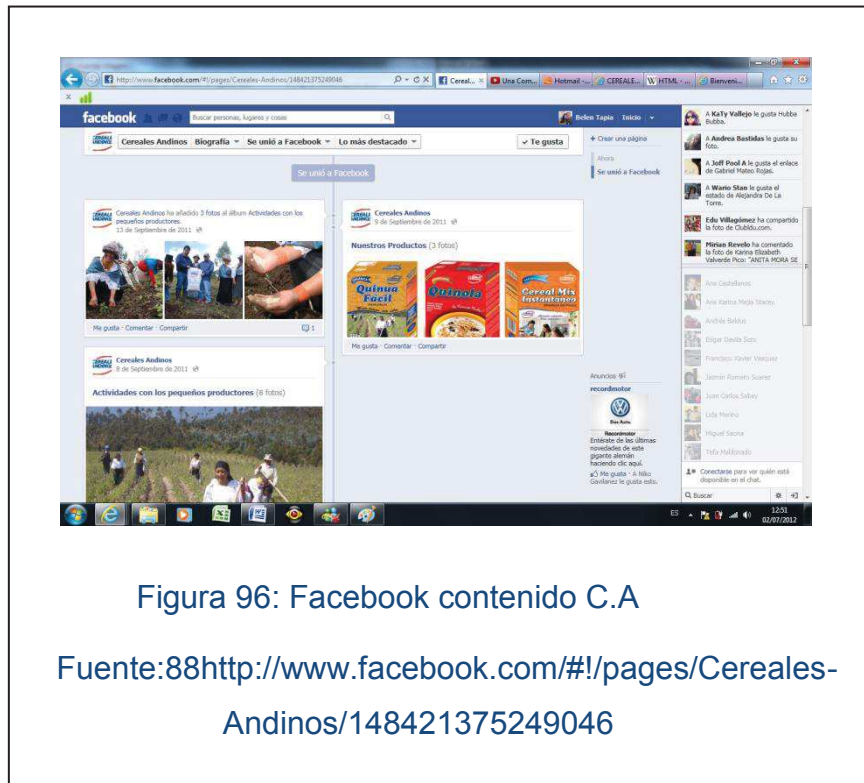 http://www.facebook.com/#!/pages/Cereales-Andinos/148421375249046
Cereal...
Una Com...
Hotmail -...
CEREALE...
HTML - ...
Bienveni...
facebook
Buscar personas, lugares y cosas
Belen Tapia Inicio
Cereales Andinos Biografía Se unió a Facebook Lo más destacado
Te gusta
+ Crear una página
Ahora
Se unió a Facebook
Se unió a Facebook
Cereales Andinos ha añadido 3 fotos al álbum Actividades con los
pequeños productores.
13 de Septiembre de 2011
Me gusta · Comentar · Compartir
1
Cereales Andinos
8 de Septiembre de 2011
Actividades con los pequeños productores (8 fotos)
Cereales Andinos
9 de Septiembre de 2011
Nuestros Productos (3 fotos)
Quinua
Facil
Quinola
Cereal Mix
Instantaneo
Me gusta · Comentar · Compartir
Anuncios
recordmotor
Recordmotor
Entérate de las últimas
novedades de este
gigante alemán
haciendo clic aquí.
Me gusta · A Niko
Gavilanez le gusta esto.
A KaTy Vallejo le gusta Hubba
Bubba.
A Andrea Bastidas le gusta su
foto.
A Joff Pool A le gusta el enlace
de Gabriel Mateo Rojas.
A Wario Stan le gusta el
estado de Alejandra De La
Torre.
Edu Villagómez ha compartido
la foto de Clubldu.com.
Mirian Revelo ha comentado
la foto de Karina Elizabeth
Valverde Pico: "ANITA MORA SE
Ana Castellanos
Ana Karina Mejía
Andrés Baldus
Edgar Davila Soto
Francisco Xavier Vasquez
Jazmin Romero Suarez
Juan Carlos Sabay
Lida Merino
Miguel Saona
Tefa Maldonado
Conectarse para ver quién está
disponible en el chat.
Buscar
ES
12:51
02/07/2012
Figura 96: Facebook contenido C.A
Fuente:88http://www.facebook.com/#!/pages/Cereales-
Andinos/148421375249046